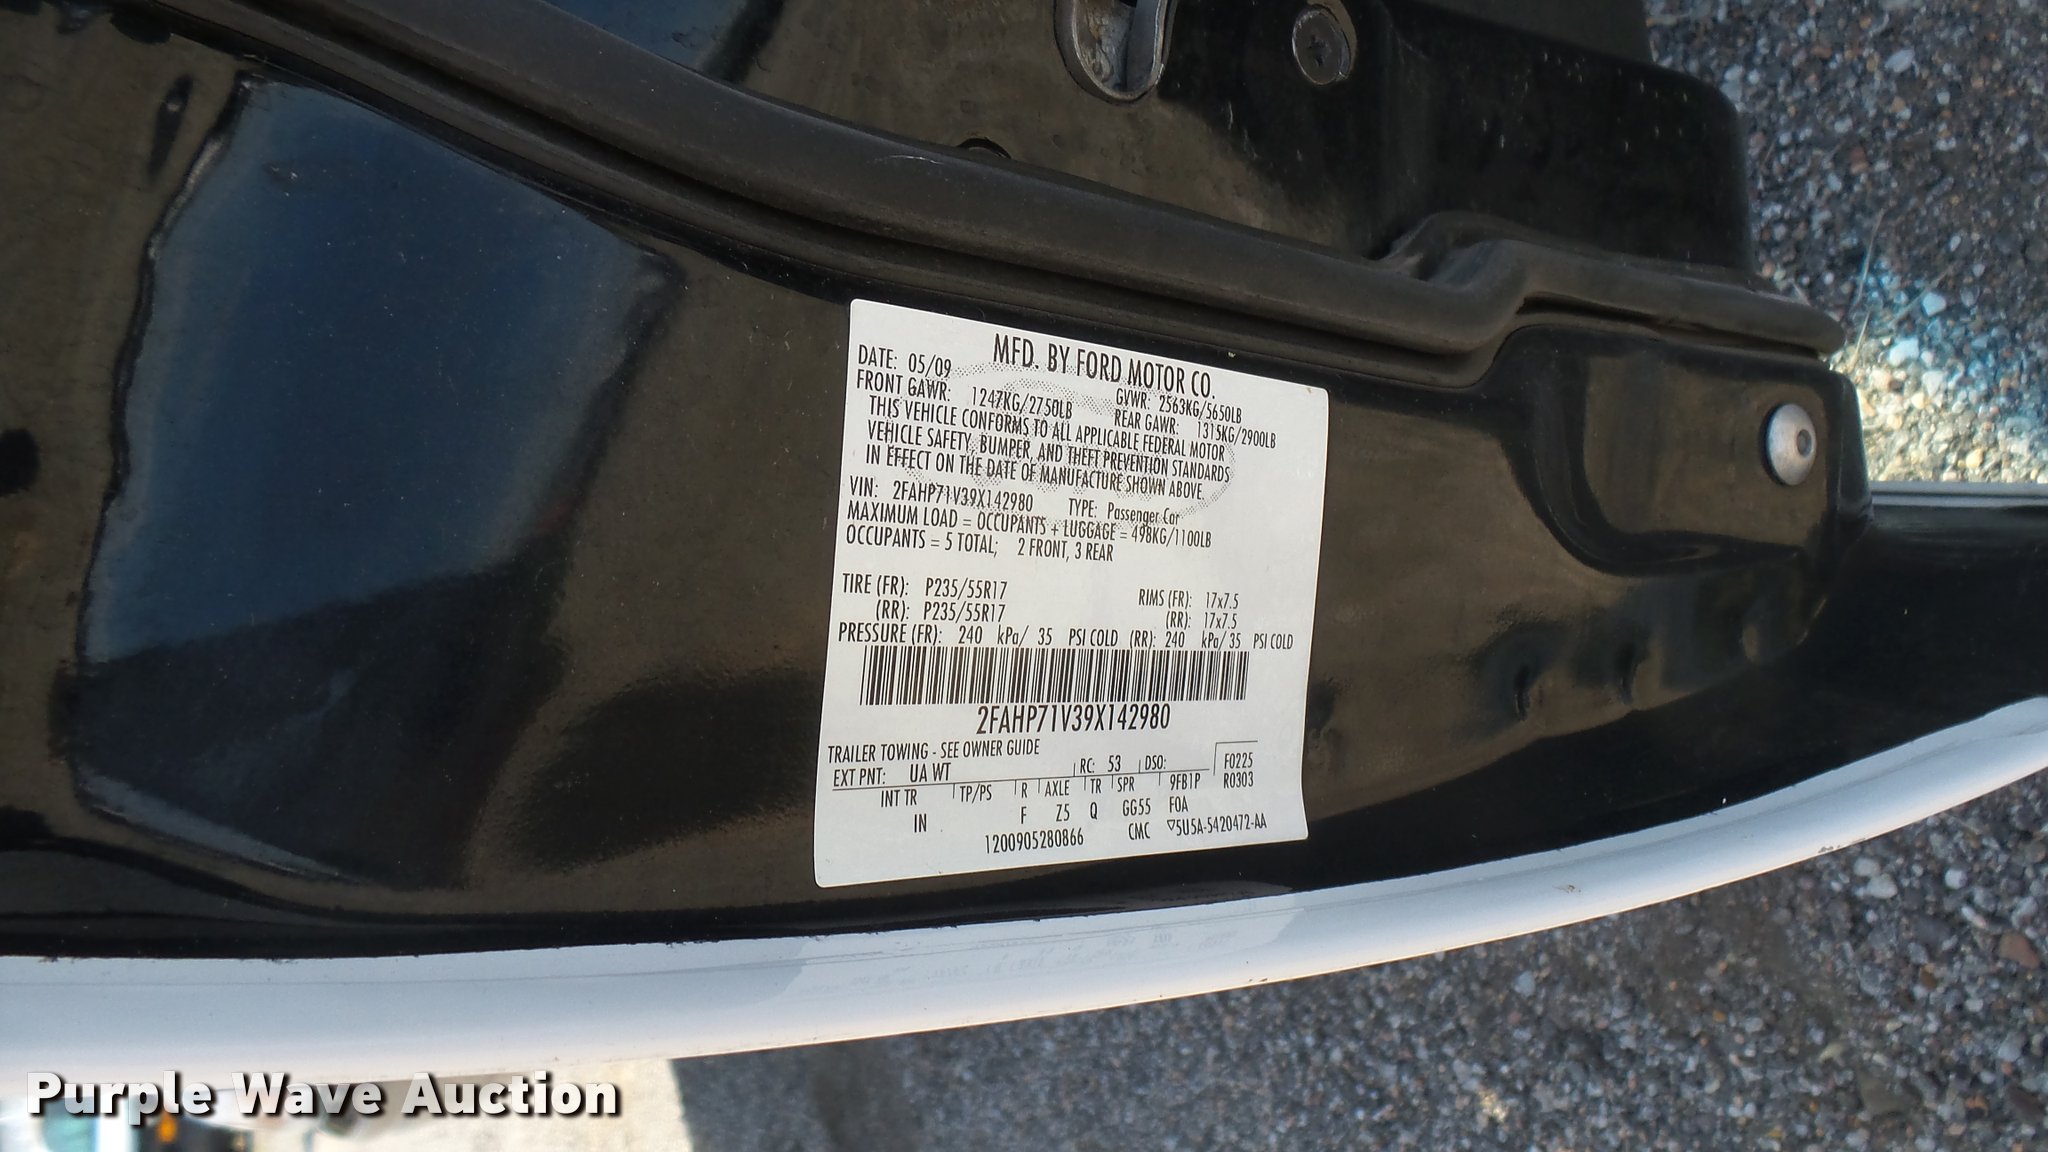 MFD. BY FORD MOTOR CO.
DATE: 05/09 GVWR: 2563KG/5650LB
FRONT GAWR: 1247KG/2750LB REAR GAWR: 1315KG/2900LB
THIS VEHICLE CONFORMS TO ALL APPLICABLE FEDERAL MOTOR
VEHICLE SAFETY, BUMPER, AND THEFT PREVENTION STANDARDS
IN EFFECT ON THE DATE OF MANUFACTURE SHOWN ABOVE.
VIN: 2FAHP71V39X142980 TYPE: Passenger Car
MAXIMUM LOAD = OCCUPANTS + LUGGAGE = 498KG/1100LB
OCCUPANTS = 5 TOTAL; 2 FRONT, 3 REAR
TIRE (FR): P235/55R17 RIMS (FR): 17x7.5
(RR): P235/55R17 (RR): 17x7.5
PRESSURE (FR): 240 kPa/ 35 PSI COLD (RR): 240 kPa/ 35 PSI COLD
2FAHP71V39X142980
TRAILER TOWING - SEE OWNER GUIDE
EXT PNT: UA WT RC: 53 DSO: F0225
INT TR TP/PS R AXLE TR SPR 9FB1P R0303
IN F Z5 Q GG55 FOA
1200905280866 CMC ▽5U5A-5420472-AA
Purple Wave Auction